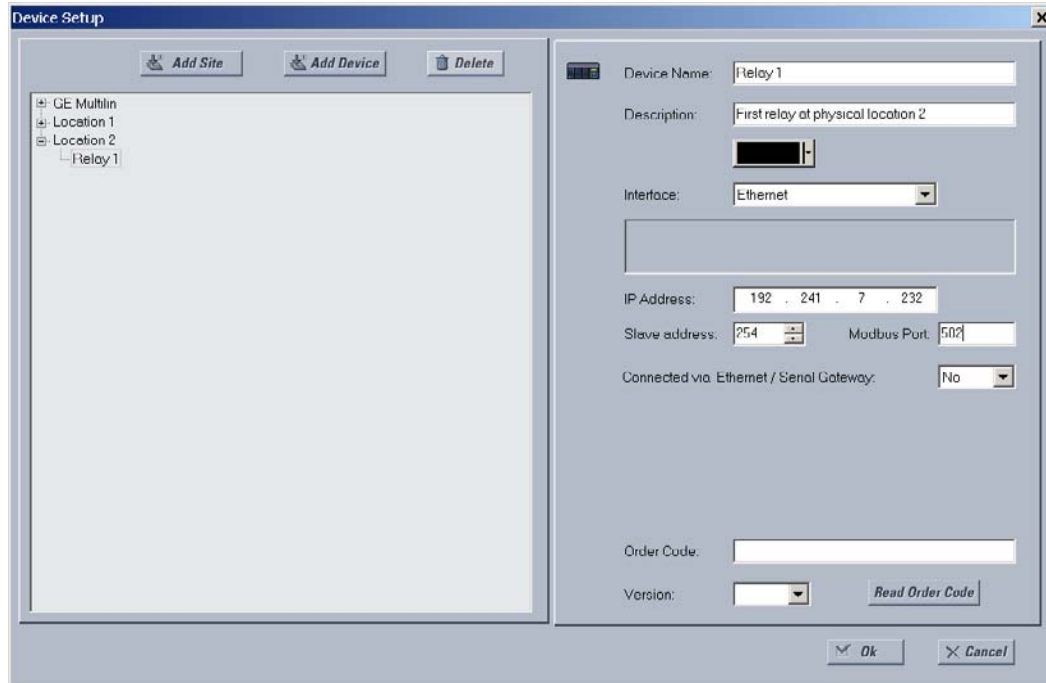 Device Setup
Add Site
Add Device
Delete
GE Multilin
Location 1
Location 2
Relay 1
Device Name: Relay 1
Description: First relay at physical location 2
Interface: Ethernet
IP Address: 192 . 241 . 7 . 232
Slave address: 254 Modbus Port: 502
Connected via Ethernet / Serial Gateway: No
Order Code:
Version:
Read Order Code
Ok
Cancel